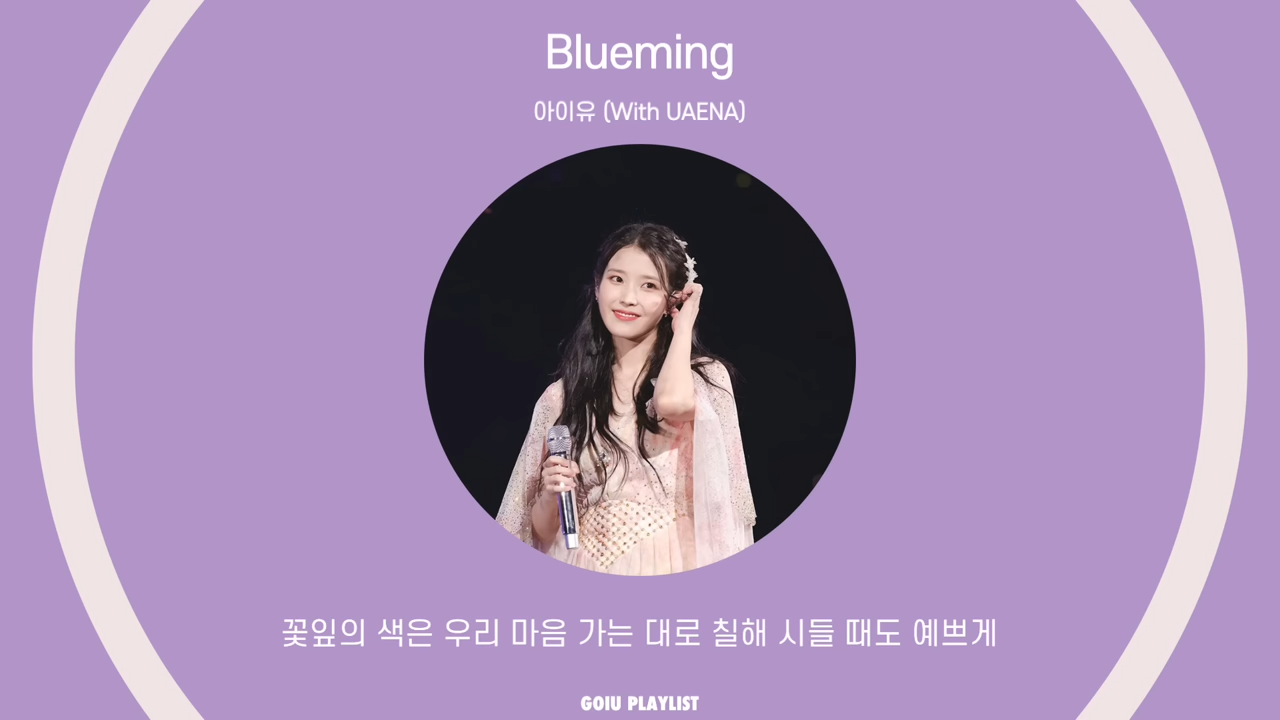 Blueming
아이유 (With UAENA)
꽃잎의 색은 우리 마음 가는 대로 칠해 시들 때도 예쁘게
GOIU PLAYLIST